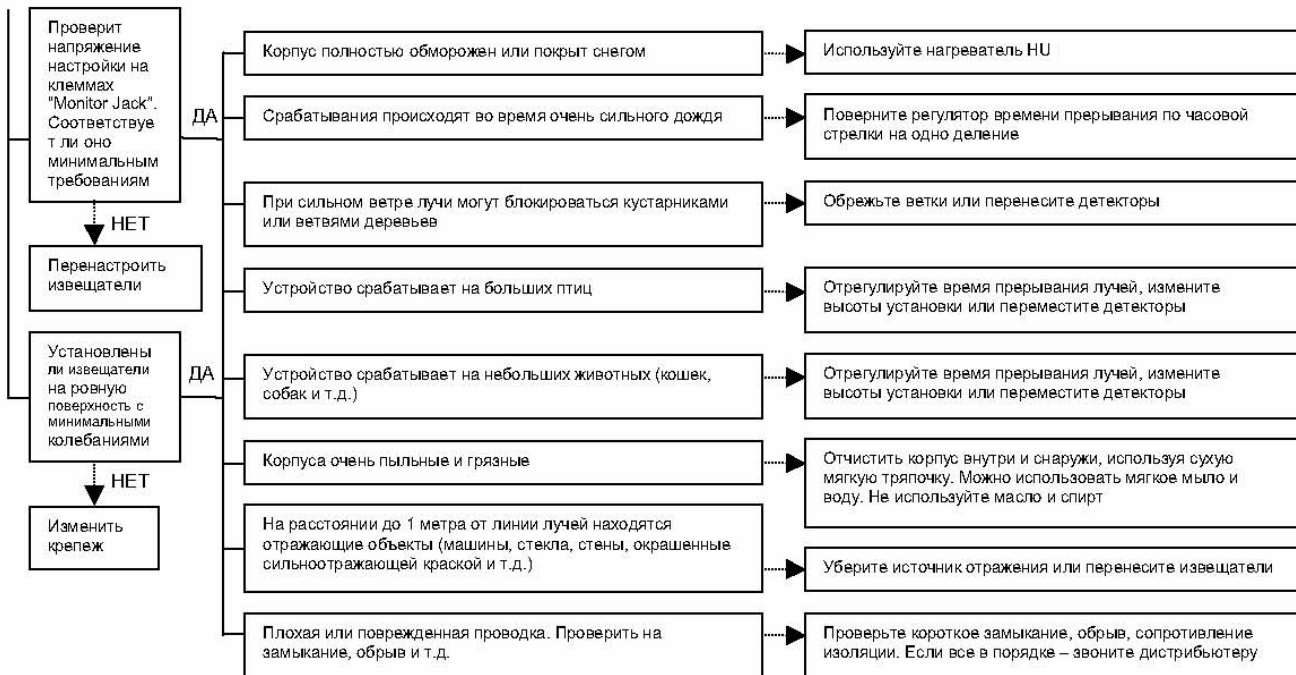 Проверит
напряжение
настройки на
клеммах
"Monitor Jack".
Соответствуе
т ли оно
минимальным
требованиям
ДА
НЕТ
Перенастроить
извещатели
Установлены
ли извещатели
на ровную
поверхность с
минимальными
колебаниями
ДА
НЕТ
Изменить
крепеж
Корпус полностью обморожен или покрыт снегом
Используйте нагреватель HU
Срабатывания происходят во время очень сильного дождя
Поверните регулятор времени прерывания по часовой
стрелки на одно деление
При сильном ветре лучи могут блокироваться кустарниками
или ветвями деревьев
Обрежьте ветки или перенесите детекторы
Устройство срабатывает на больших птиц
Отрегулируйте время прерывания лучей, измените
высоты установки или переместите детекторы
Устройство срабатывает на небольших животных (кошек,
собак и т.д.)
Отрегулируйте время прерывания лучей, измените
высоты установки или переместите детекторы
Корпуса очень пыльные и грязные
Отчистить корпус внутри и снаружи, используя сухую
мягкую тряпочку. Можно использовать мягкое мыло и
воду. Не используйте масло и спирт
На расстоянии до 1 метра от линии лучей находятся
отражающие объекты (машины, стекла, стены, окрашенные
сильноотражающей краской и т.д.)
Уберите источник отражения или перенесите извещатели
Плохая или поврежденная проводка. Проверить на
замыкание, обрыв и т.д.
Проверьте короткое замыкание, обрыв, сопротивление
изоляции. Если все в порядке – звоните дистрибьютеру